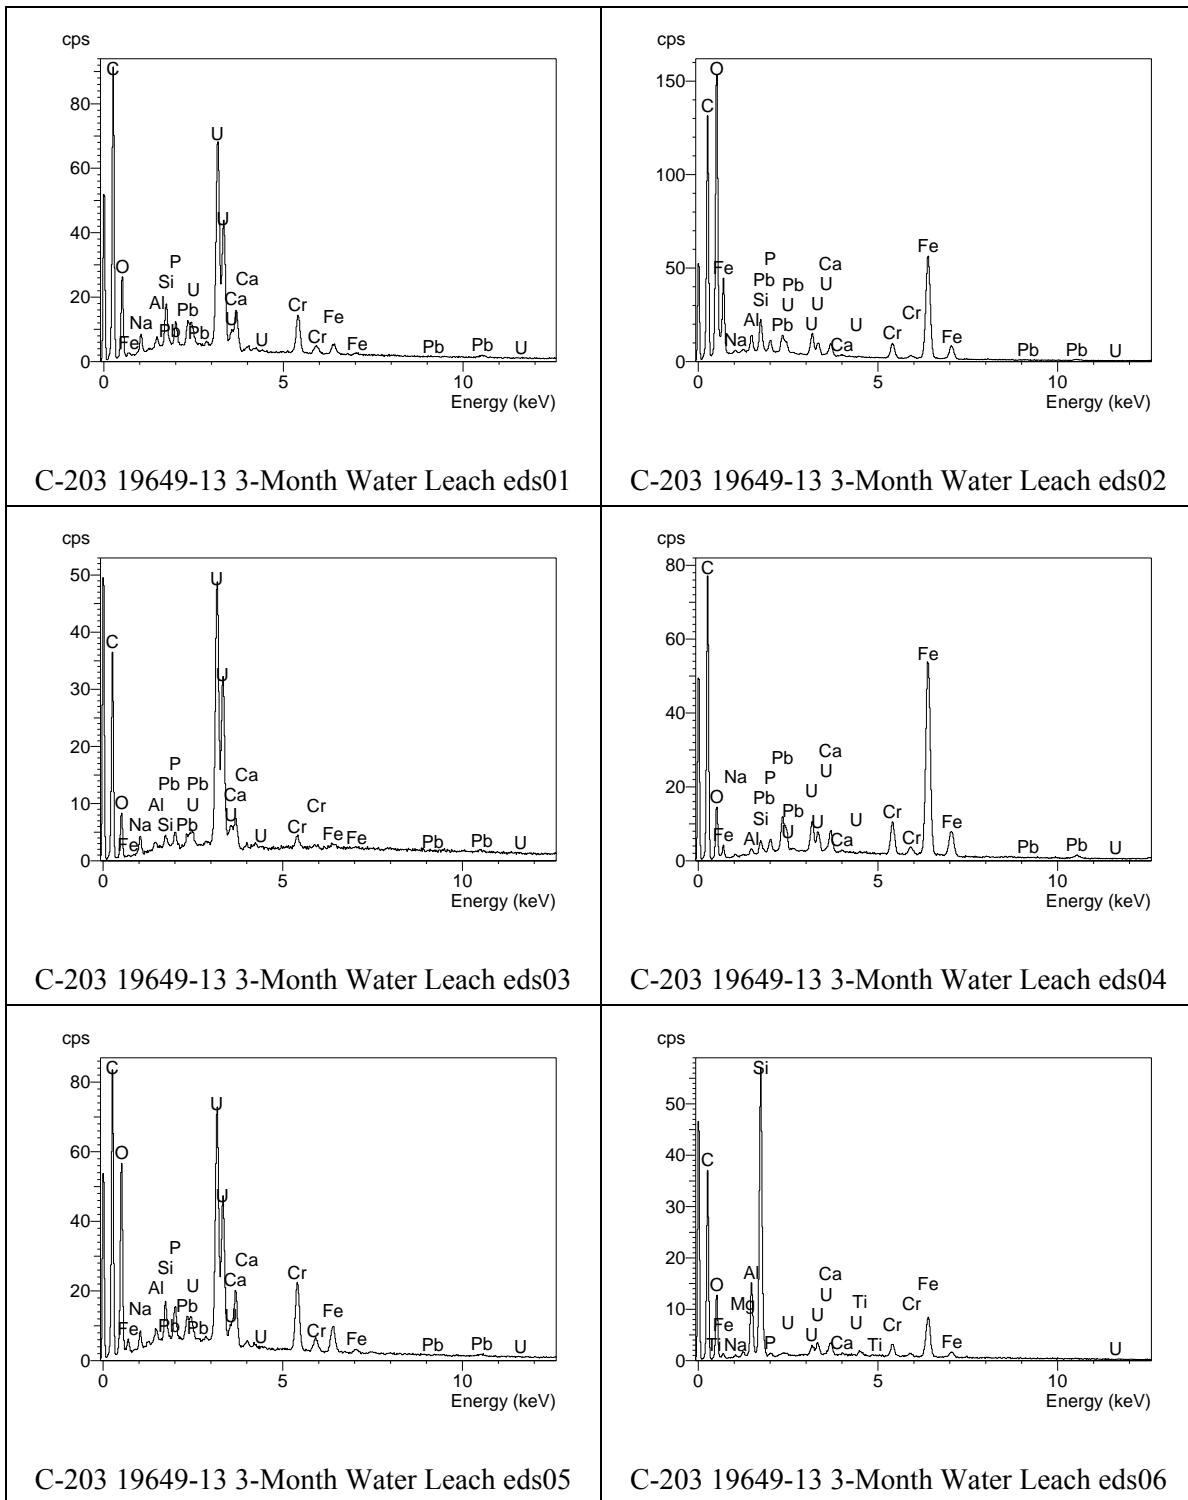 cps
C
80
U
60
U
40
O
P
Ca
Si
U
Al
Pb
Ca
Cr
20
Na
Fe
Pb
Pb
U
Cr
Fe
U
Fe
Pb
Pb
U
0
0
5
10
Energy (keV)
C-203 19649-13 3-Month Water Leach eds01
cps
150
O
C
100
Fe
50
Fe
P
Ca
Pb
Pb
U
Si
U
U
Al
Pb
U
U
Cr
Na
Ca
Cr
Fe
Pb
Pb
U
0
0
5
10
Energy (keV)
C-203 19649-13 3-Month Water Leach eds02
cps
50
U
40
C
U
30
20
P
Ca
Pb
Pb
O
Al
U
Ca
Cr
10
Na
Si
Pb
U
Cr
Fe
U
Fe
Fe
Pb
Pb
U
0
0
5
10
Energy (keV)
C-203 19649-13 3-Month Water Leach eds03
cps
80
C
60
Fe
40
Pb
Ca
Na
P
U
20
Pb
U
O
Si
Pb
U
U
Cr
Fe
Al
U
Ca
Cr
Fe
Pb
Pb
U
0
0
5
10
Energy (keV)
C-203 19649-13 3-Month Water Leach eds04
cps
80
C
U
60
O
U
40
P
Ca
Si
Cr
Al
U
Ca
20
Na
Pb
Fe
Fe
Pb
Pb
U
Cr
U
Fe
Pb
Pb
U
0
0
5
10
Energy (keV)
C-203 19649-13 3-Month Water Leach eds05
cps
Si
50
40
C
30
20
Al
Ca
O
Mg
U
Ti
Fe
10
Fe
U
U
U
Cr
Cr
Ti
Na
P
U
Ca
Ti
Fe
U
0
0
5
10
Energy (keV)
C-203 19649-13 3-Month Water Leach eds06